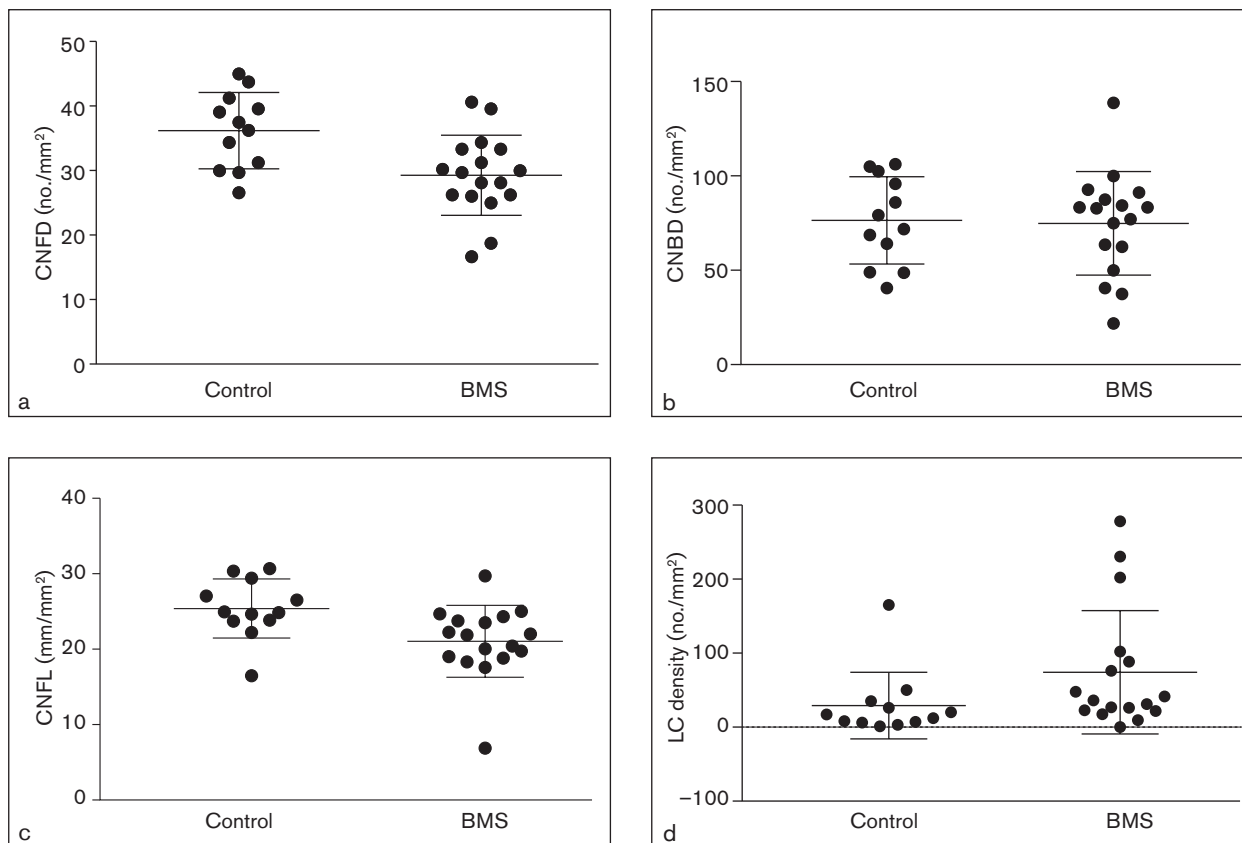 50
40
30
20
10
0
CNFD (no./mm²)
Control BMS
a
150
100
50
0
CNBD (no./mm²)
Control BMS
b
40
30
20
10
0
CNFL (mm/mm²)
Control BMS
c
300
200
100
0
−100
LC density (no./mm²)
Control BMS
d